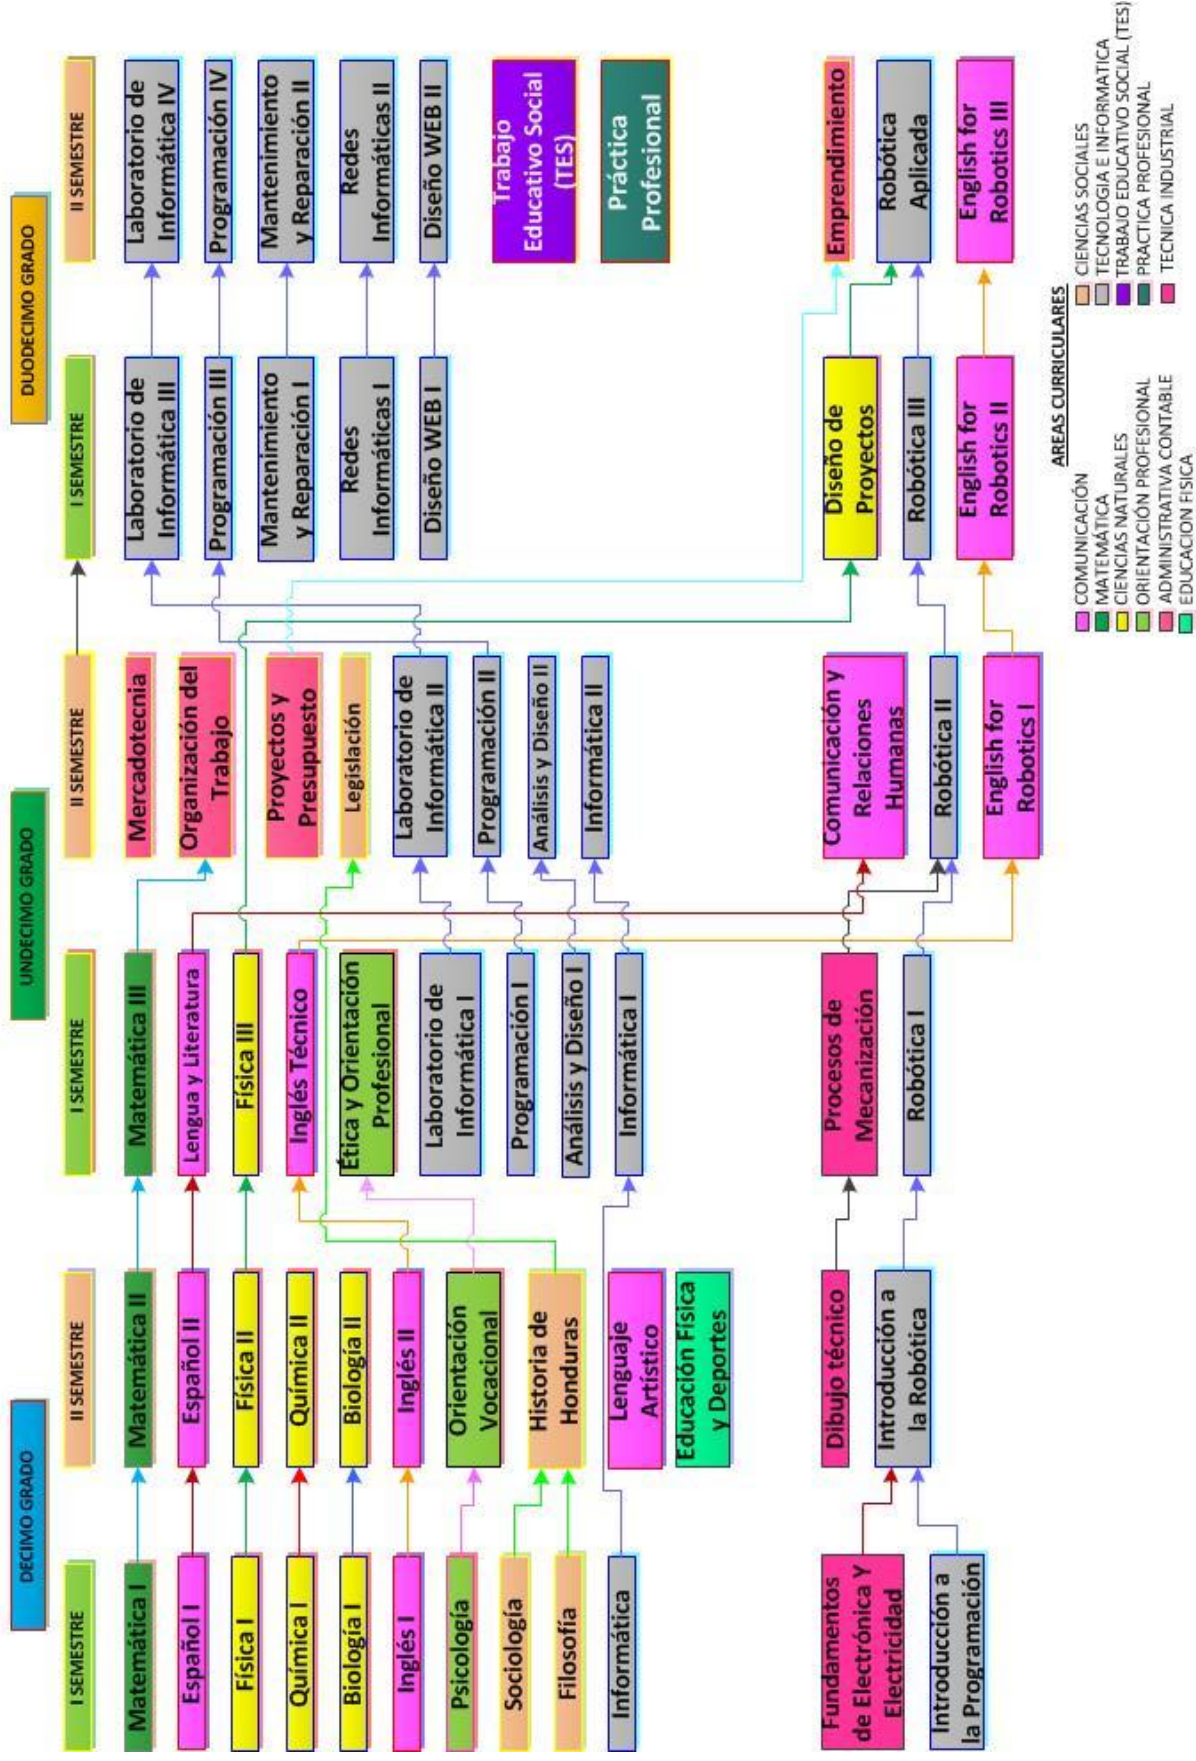 DECIMO GRADO
UNDECIMO GRADO
DUODECIMO GRADO
I SEMESTRE
II SEMESTRE
I SEMESTRE
II SEMESTRE
I SEMESTRE
II SEMESTRE
Matemática I
Español I
Física I
Química I
Biología I
Inglés I
Psicología
Sociología
Filosofía
Informática
Fundamentos
de Electrónica Y
Electricidad
Introducción a
la Programación
Matemática II
Español II
Física II
Química II
Biología II
Inglés II
Orientación
Vocacional
Historia de
Honduras
Lenguaje
Artístico
Educación Física
y Deportes
Dibujo técnico
Introducción a
la Robótica
Matemática III
Lengua y Literatura
Física III
Inglés Técnico
Ética y Orientación
Profesional
Laboratorio de
Informática I
Programación I
Análisis y Diseño I
Informática I
Procesos de
Mecanización
Robótica I
Mercadotecnia
Organización del
Trabajo
Proyectos y
Presupuesto
Legislación
Laboratorio de
Informática II
Programación II
Análisis y Diseño II
Informática II
Comunicación y
Relaciones
Humanas
Robótica II
English for
Robotics I
Laboratorio de
Informática III
Programación III
Mantenimiento
y Reparación I
Redes
Informáticas I
Diseño WEB I
Diseño de
Proyectos
Robótica III
English for
Robotics II
Laboratorio de
Informática IV
Programación IV
Mantenimiento
y Reparación II
Redes
Informáticas II
Diseño WEB II
Trabajo
Educativo Social
(TES)
Práctica
Profesional
Emprendimiento
Robótica
Aplicada
English for
Robotics III
AREAS CURRICULARES
COMUNICACIÓN
MATEMÁTICA
CIENCIAS NATURALES
ORIENTACIÓN PROFESIONAL
ADMINISTRATIVA CONTABLE
EDUCACION FISICA
CIENCIAS SOCIALES
TECNOLOGIA E INFORMATICA
TRABAJO EDUCATIVO SOCIAL (TES)
PRACTICA PROFESIONAL
TECNICA INDUSTRIAL